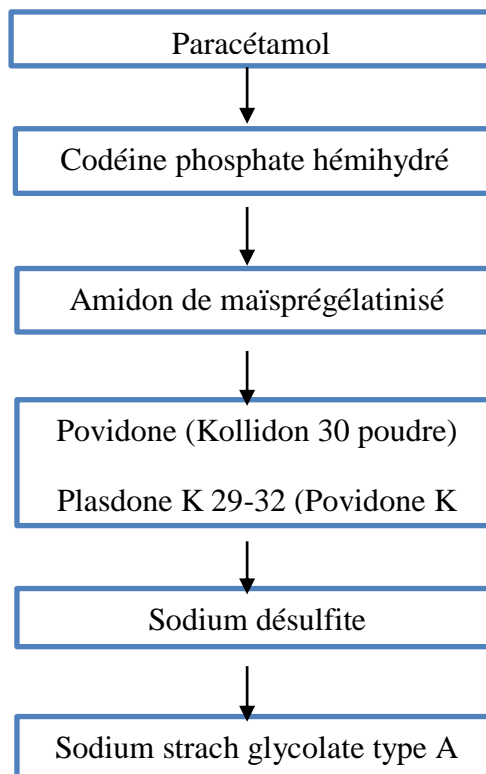 Paracétamol
Codéine phosphate hémihydré
Amidon de maïsprégélatinisé
Povidone (Kollidon 30 poudre)
Plasdone K 29-32 (Povidone K
Sodium désulfite
Sodium strach glycolate type A